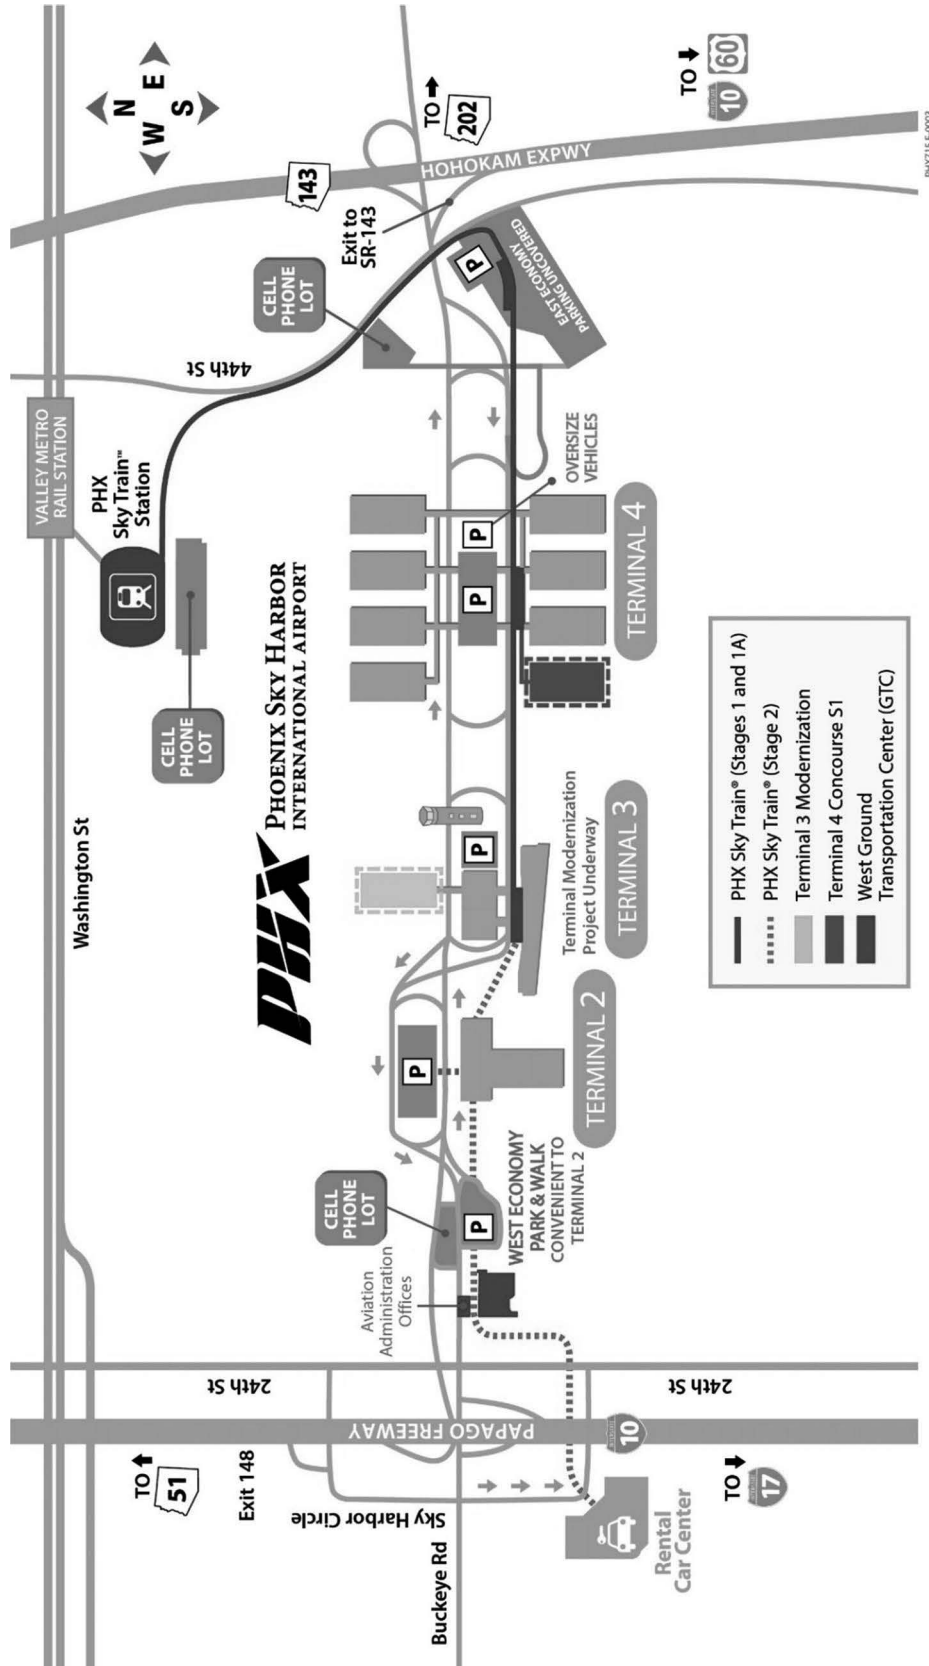 Washington St
VALLEY METRO
RAIL STATION
PHX
Sky Train™
Station
44th St
CELL
PHONE
LOT
CELL
PHONE
LOT
143
N
W E
S
PHX
PHOENIX SKY HARBOR
INTERNATIONAL AIRPORT
Exit to
SR-143
TO
202
HOHOKAM EXPWY
TO
10
60
P
EAST ECONOMY
PARKING UNCOVERED
TO
51
Exit 148
24th St
CELL
PHONE
LOT
Aviation
Administration
Offices
P
P
P
P
P
OVERSIZE
VEHICLES
Sky Harbor Circle
PAPAGO FREEWAY
Buckeye Rd
WEST ECONOMY
PARK & WALK
CONVENIENT TO
TERMINAL 2
TERMINAL 2
Terminal Modernization
Project Underway
TERMINAL 3
TERMINAL 4
10
24th St
Rental
Car Center
TO
17
PHX Sky Train® (Stages 1 and 1A)
PHX Sky Train® (Stage 2)
Terminal 3 Modernization
Terminal 4 Concourse S1
West Ground
Transportation Center (GTC)